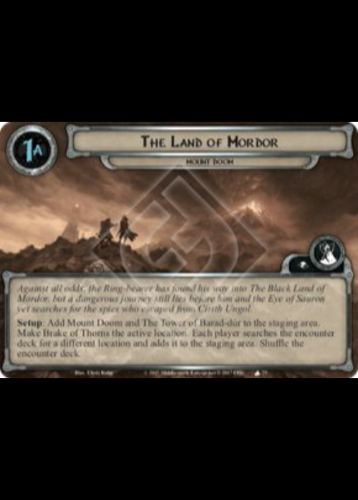 1A
THE LAND OF MORDOR
MOUNT DOOM
Against all odds, the Ring-bearer has found his way into The Black Land of
Mordor, but a dangerous journey still lies before him and the Eye of Sauron
yet searches for the spies who escaped from Cirith Ungol.
Setup: Add Mount Doom and The Tower of Barad-dûr to the staging area.
Make Brake of Thorns the active location. Each player searches the encounter
deck for a different location and adds it to the staging area. Shuffle the
encounter deck.